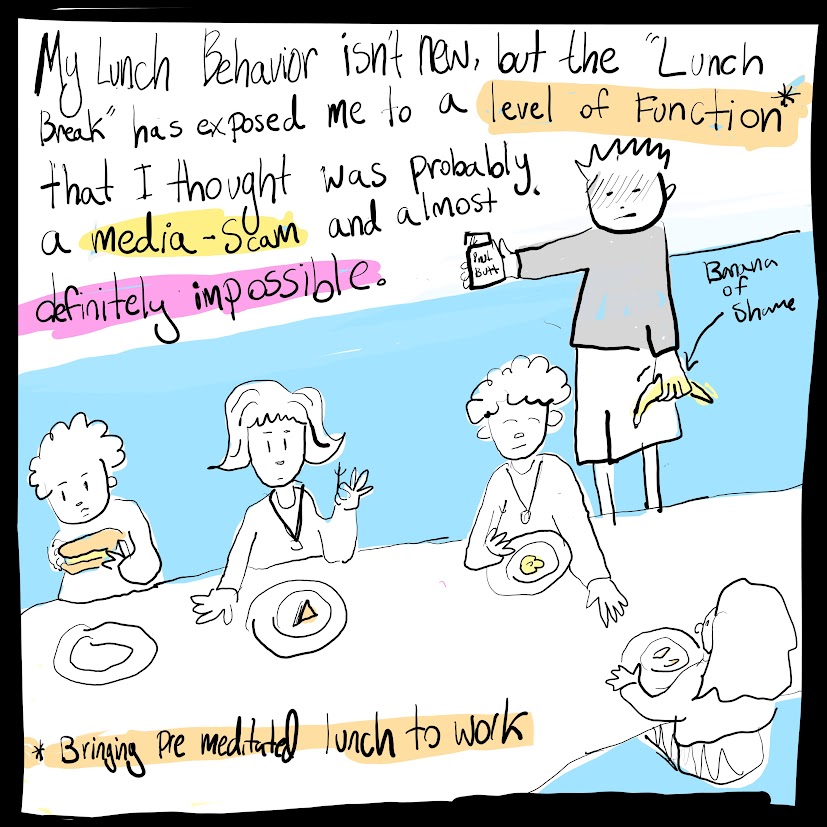 My Lunch Behavior isn't new, but the "Lunch
Break" has exposed me to a level of Function*
that I thought was probably
a media-scam and almost
definitely impossible.
Pnut
Butt
Banana
of
Shame
* Bringing Pre meditated lunch to work